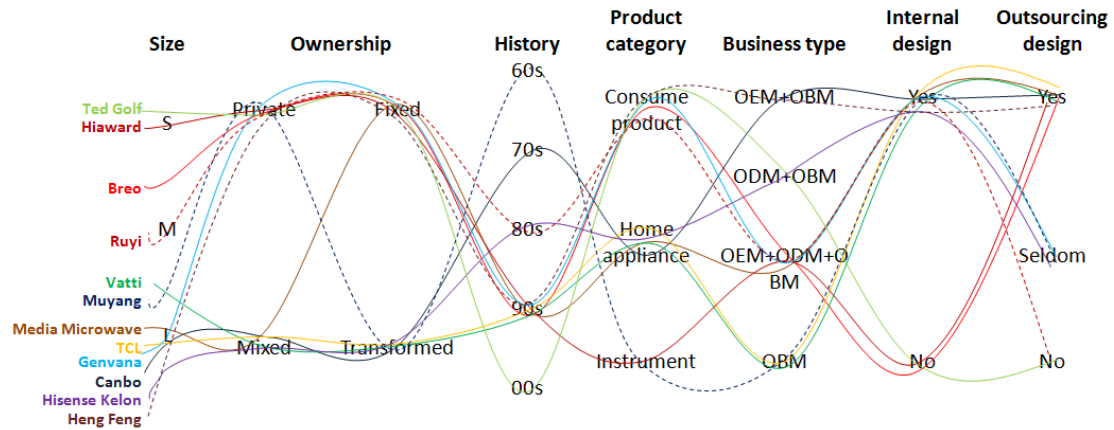 Size
Ownership
History
Product
category
Business type
Internal
design
Outsourcing
design
Ted Golf
Hiaward
Breo
Ruyi
Vatti
Muyang
Media Microwave
TCL
Genvana
Canbo
Hisense Kelon
Heng Feng
S
M
L
Private
Mixed
Fixed
Transformed
60s
70s
80s
90s
00s
Consume
product
Home
appliance
Instrument
OEM+OBM
ODM+OBM
OEM+ODM+O
BM
OBM
Yes
No
Yes
Seldom
No